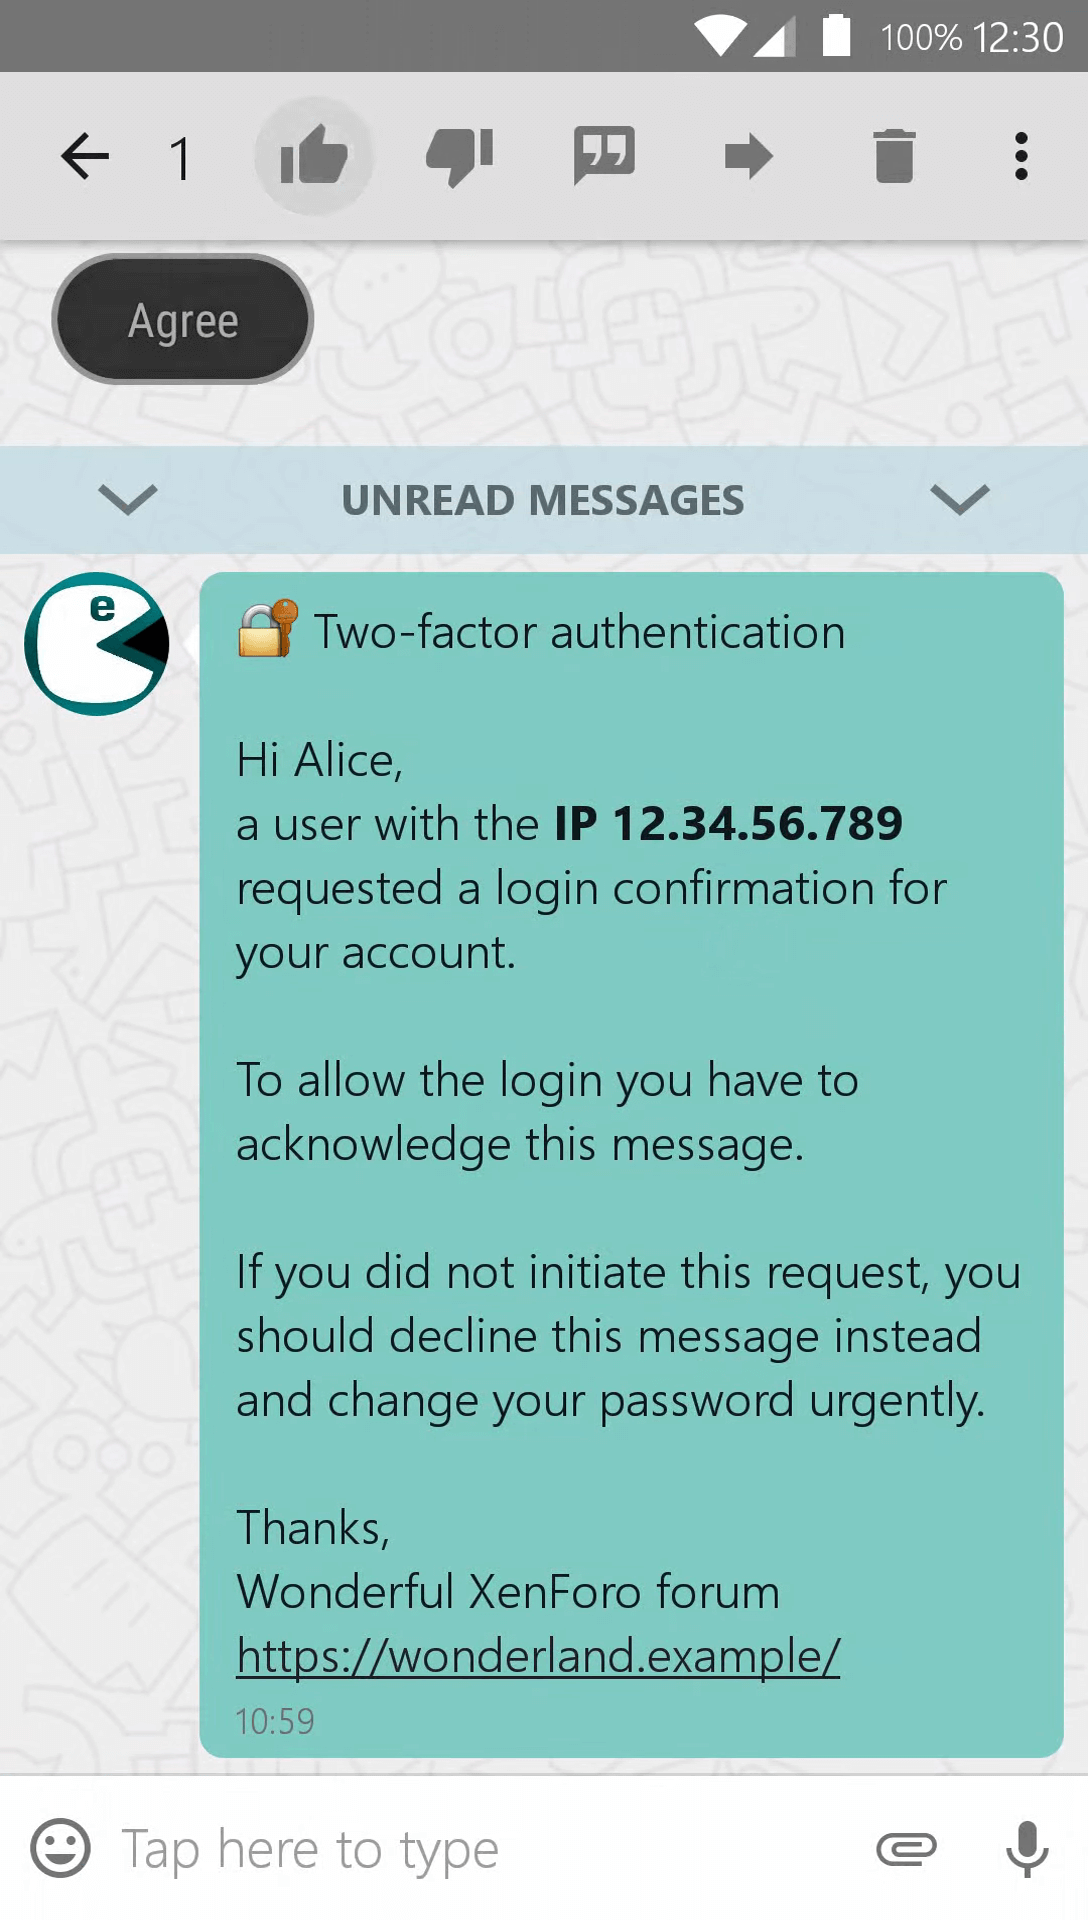 100% 12:30
1
Agree
UNREAD MESSAGES
e
🔐 Two-factor authentication
Hi Alice,
a user with the IP 12.34.56.789
requested a login confirmation for
your account.
To allow the login you have to
acknowledge this message.
If you did not initiate this request, you
should decline this message instead
and change your password urgently.
Thanks,
Wonderful XenForo forum
https://wonderland.example/
10:59
Tap here to type